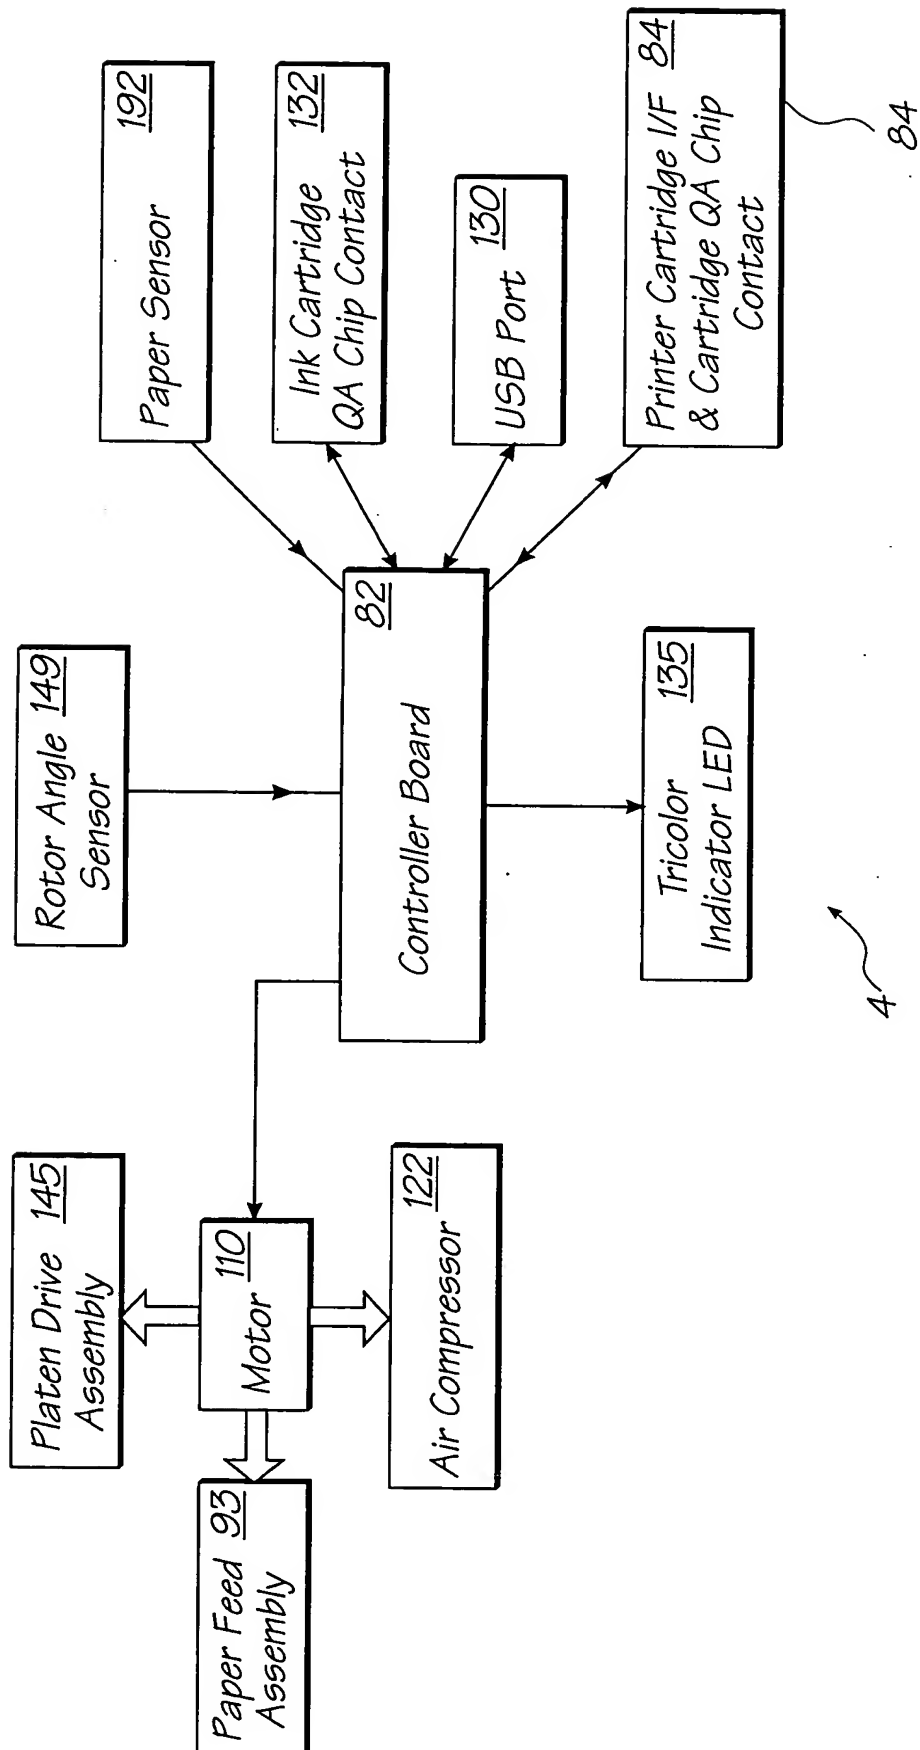 Paper Feed 93
Assembly
Platen Drive 145
Assembly
Motor 110
Air Compressor 122
Rotor Angle 149
Sensor
Controller Board 82
Tricolor 135
Indicator LED
Paper Sensor 192
Ink Cartridge 132
QA Chip Contact
USB Port 130
Printer Cartridge I/F 84
& Cartridge QA Chip
Contact
84
4